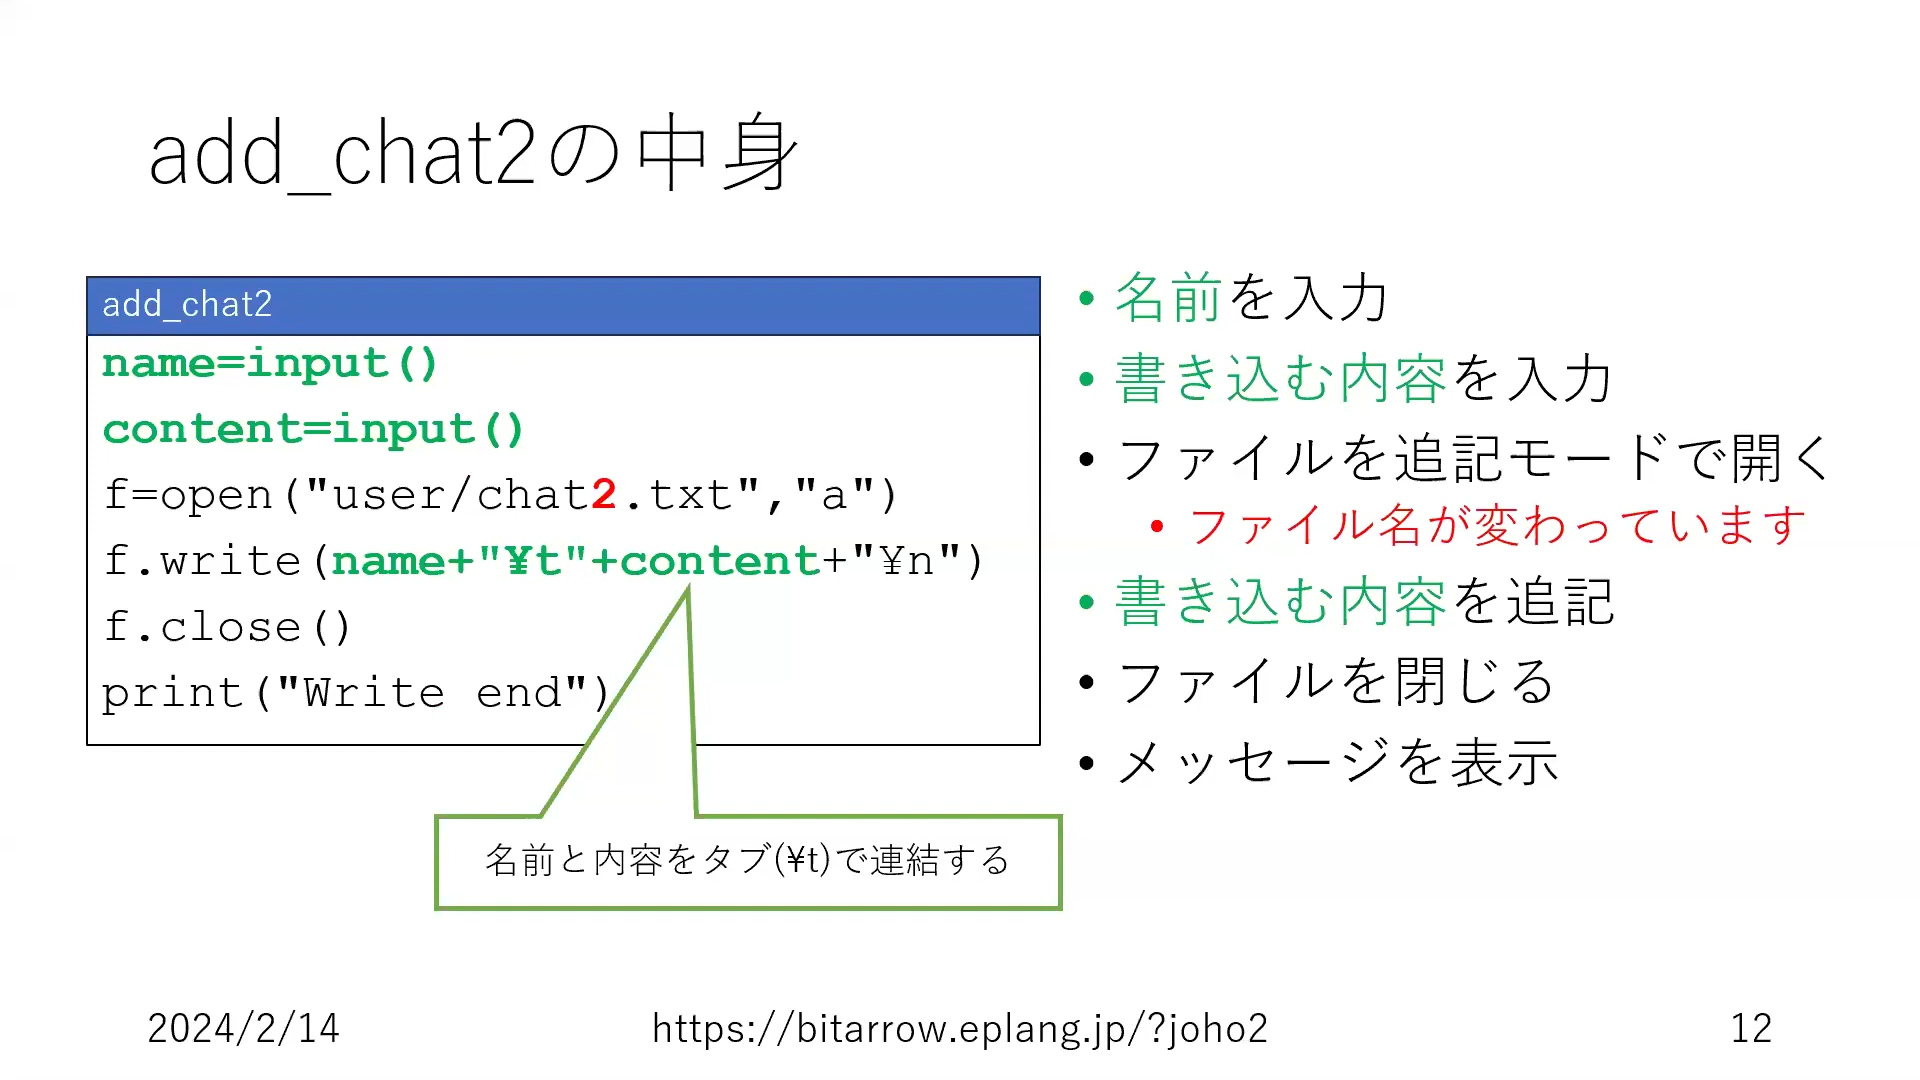 add_chat2の中身
add_chat2
name=input()
content=input()
f=open("user/chat2.txt","a")
f.write(name+"¥t"+content+"¥n")
f.close()
print("Write end")
名前と内容をタブ(¥t)で連結する
• 名前を入力
• 書き込む内容を入力
• ファイルを追記モードで開く
• ファイル名が変わっています
• 書き込む内容を追記
• ファイルを閉じる
• メッセージを表示
2024/2/14
https://bitarrow.eplang.jp/?joho2
12